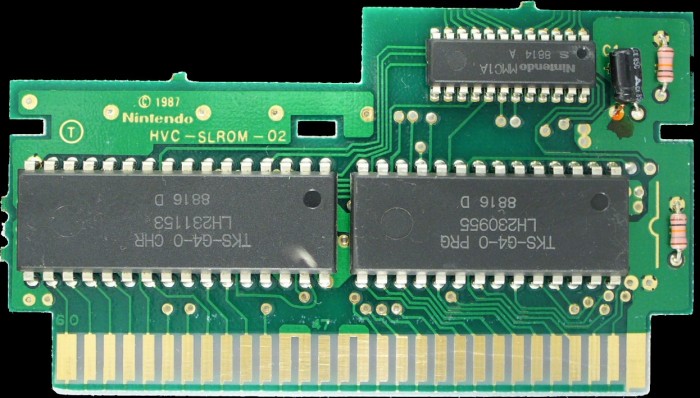 Nintendo
MMC1A
S 8814 A
© 1987
Nintendo
HVC-SLROM-02
T
TKS-G4-0 CHR
LH231153
8816 D
TKS-G4-0 PRG
LH230955
8816 D
60